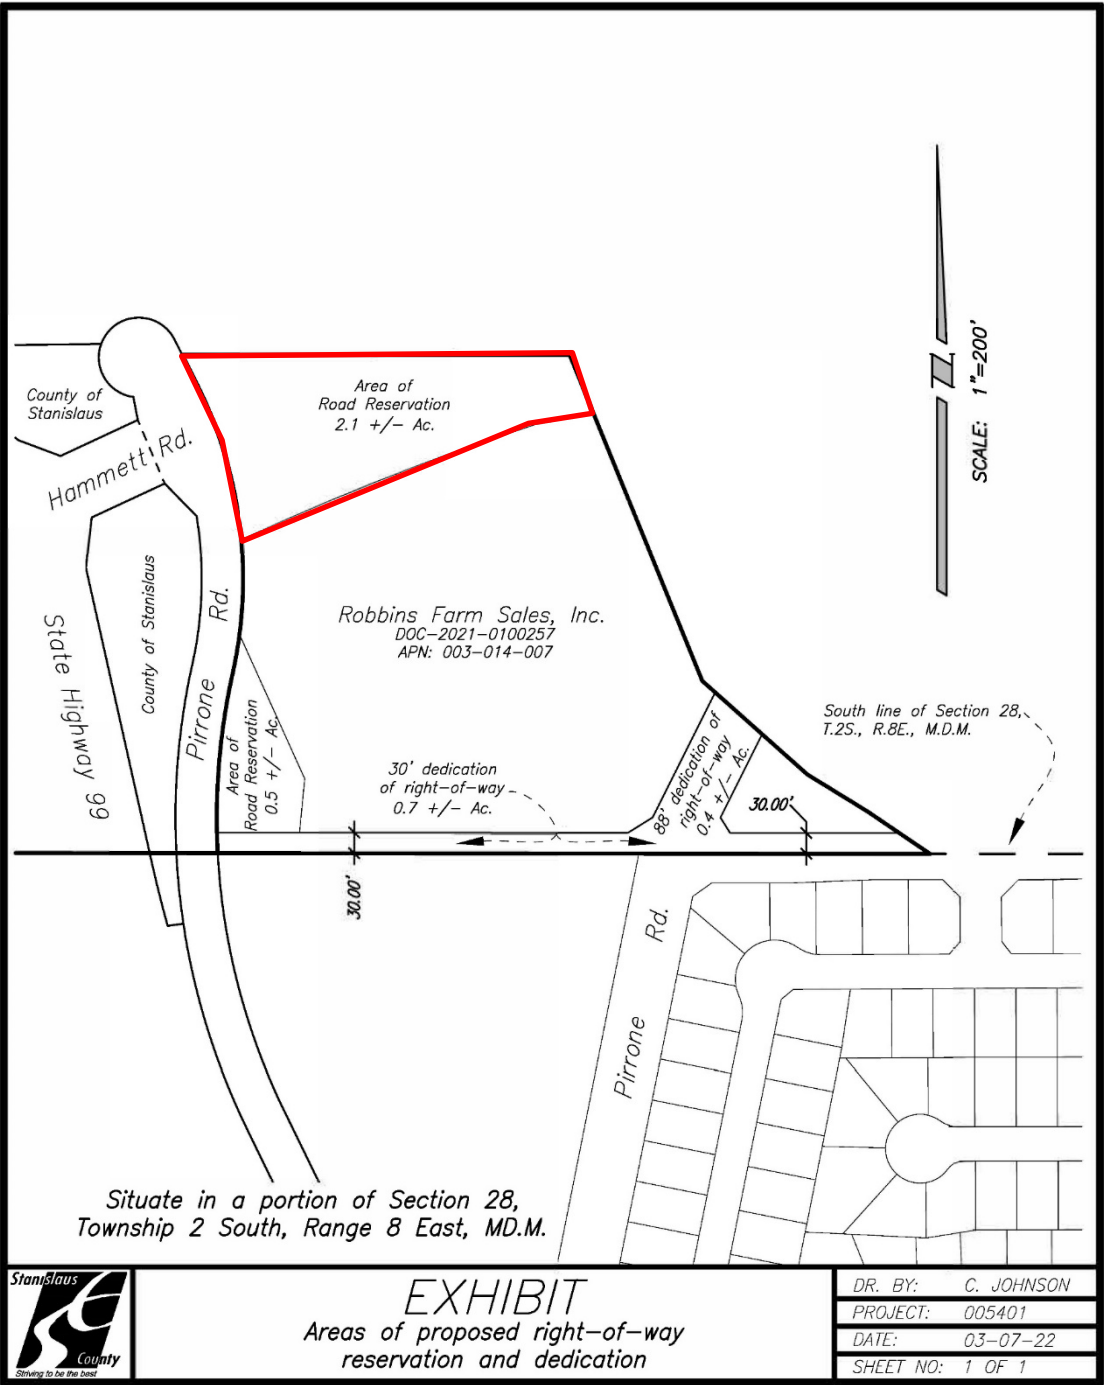 SCALE: 1"=200'
County of
Stanislaus
Area of
Road Reservation
2.1 +/- Ac.
Hammett Rd.
County of Stanislaus
State Highway 99
Pirrone Rd.
Robbins Farm Sales, Inc.
DOC-2021-0100257
APN: 003-014-007
Area of
Road Reservation
0.5 +/- Ac.
30' dedication
of right-of-way
0.7 +/- Ac.
88' dedication of
right-of-way
0.4 +/- Ac.
South line of Section 28,
T.2S., R.8E., M.D.M.
30.00'
30.00'
Pirrone Rd.
Situate in a portion of Section 28,
Township 2 South, Range 8 East, MD.M.
Stanislaus
County
Striving to be the best
EXHIBIT
Areas of proposed right-of-way
reservation and dedication
DR. BY: C. JOHNSON
PROJECT: 005401
DATE: 03-07-22
SHEET NO: 1 OF 1